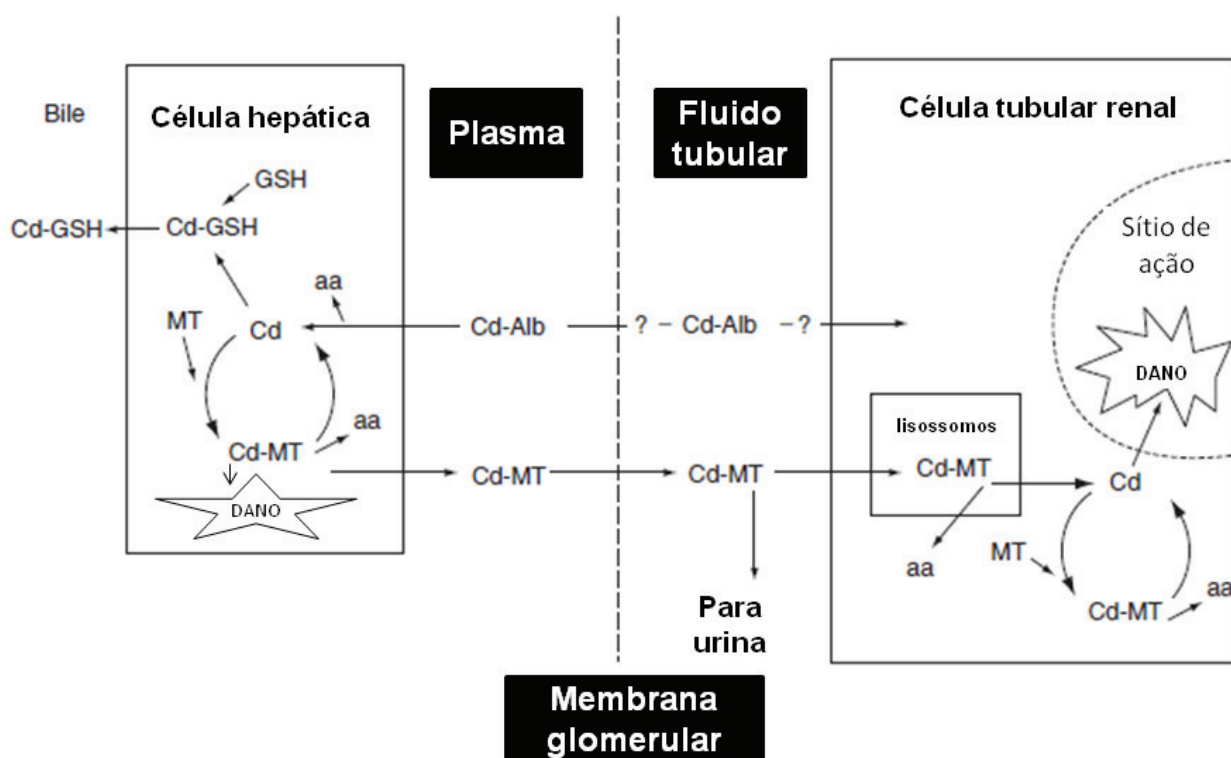 Bile
Célula hepática
GSH
Cd-GSH
Cd-GSH
aa
MT
Cd
aa
Cd-MT
DANO
Plasma
Cd-Alb
Cd-MT
Fluido
tubular
? – Cd-Alb – ?
Cd-MT
Para
urina
Membrana
glomerular
Célula tubular renal
Sítio de
ação
DANO
lisossomos
Cd-MT
Cd
aa
MT
Cd-MT
aa